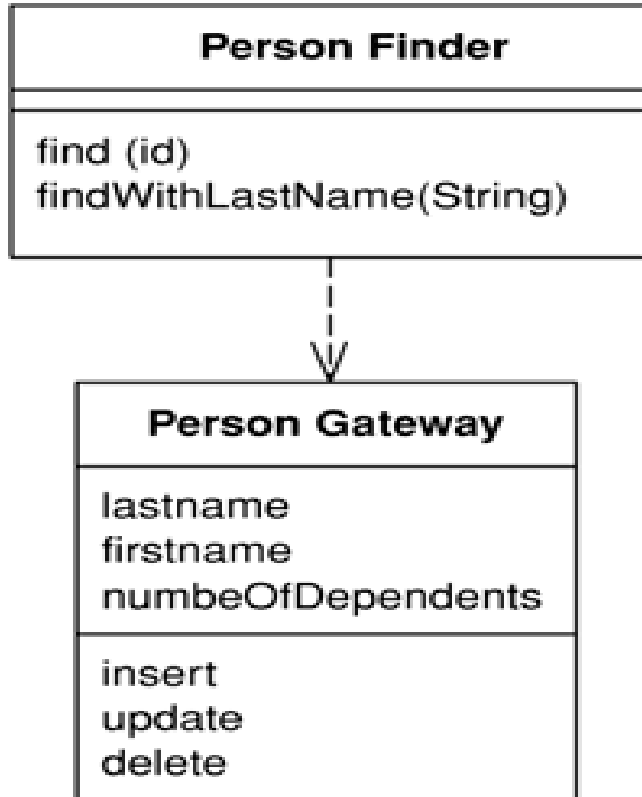 Person Finder
find (id)
findWithLastName(String)
Person Gateway
lastname
firstname
numbeOfDependents
insert
update
delete